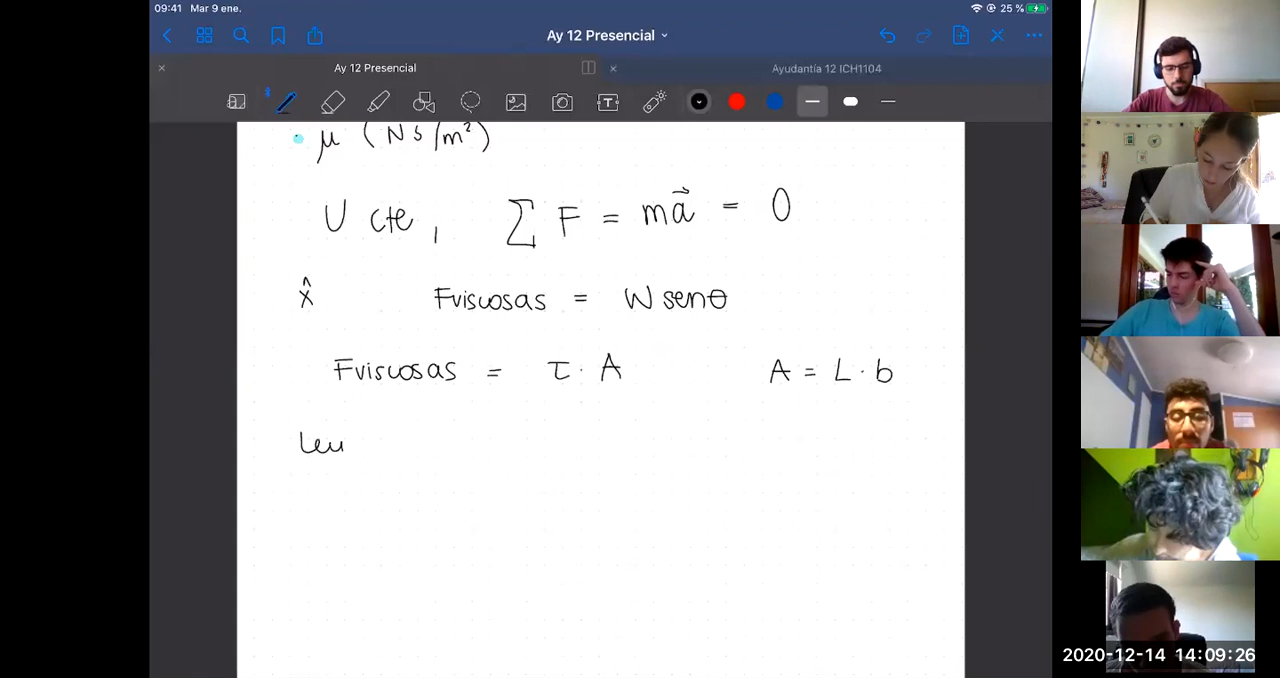 09:41 Mar 9 ene. 25 %
Ay 12 Presencial
Ay 12 Presencial Ayudantía 12 ICH1104
• μ (NS/m²)
U cte, ∑ F = ma⃗ = 0
x̂ Fviscosas = W senθ
Fviscosas = τ · A A = L · b
2020-12-14 14:09:26